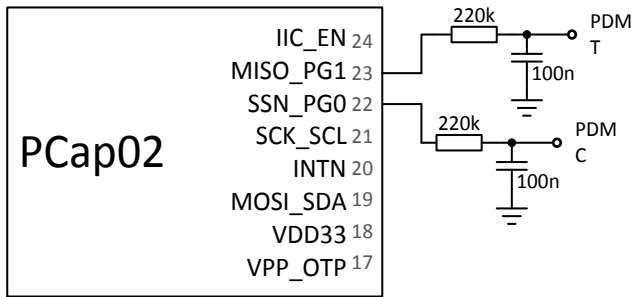 PCap02
IIC_EN 24
MISO_PG1 23
SSN_PG0 22
SCK_SCL 21
INTN 20
MOSI_SDA 19
VDD33 18
VPP_OTP 17
220k
100n
PDM
T
220k
100n
PDM
C